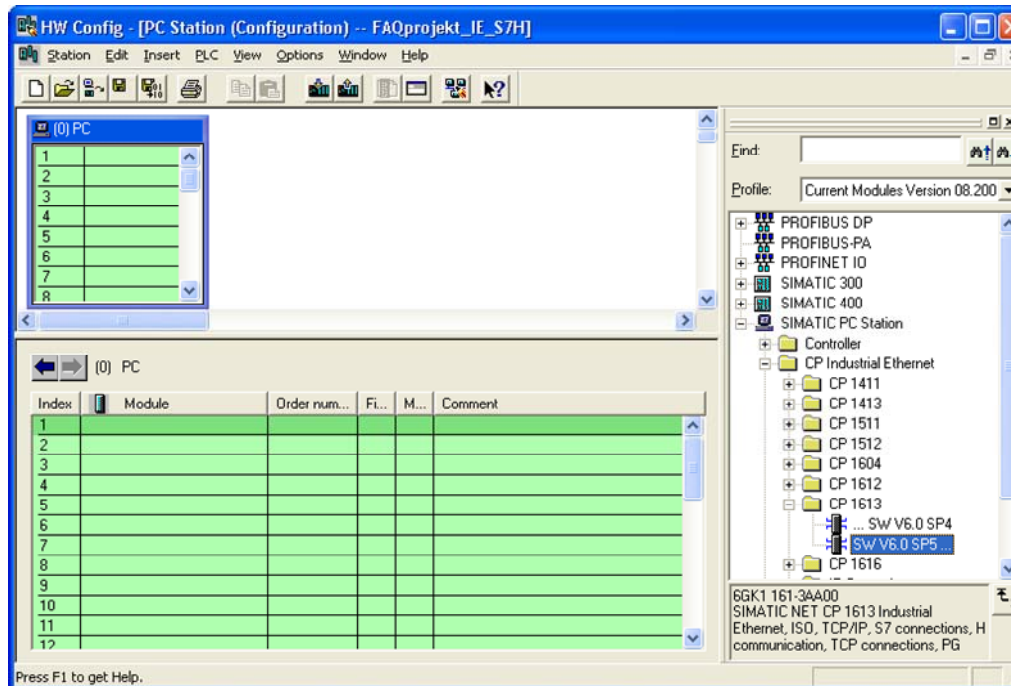 HW Config - [PC Station (Configuration) -- FAQprojekt_IE_S7H]
Station Edit Insert PLC View Options Window Help
(0) PC
1
2
3
4
5
6
7
8
Find:
Profile: Current Modules Version 08.200
PROFIBUS DP
PROFIBUS-PA
PROFINET IO
SIMATIC 300
SIMATIC 400
SIMATIC PC Station
Controller
CP Industrial Ethernet
CP 1411
CP 1413
CP 1511
CP 1512
CP 1604
CP 1612
CP 1613
... SW V6.0 SP4
SW V6.0 SP5 ...
CP 1616
6GK1 161-3AA00
SIMATIC NET CP 1613 Industrial
Ethernet, ISO, TCP/IP, S7 connections, H
communication, TCP connections, PG
(0) PC
Index Module Order num... Fi... M... Comment
1
2
3
4
5
6
7
8
9
10
11
12
Press F1 to get Help.